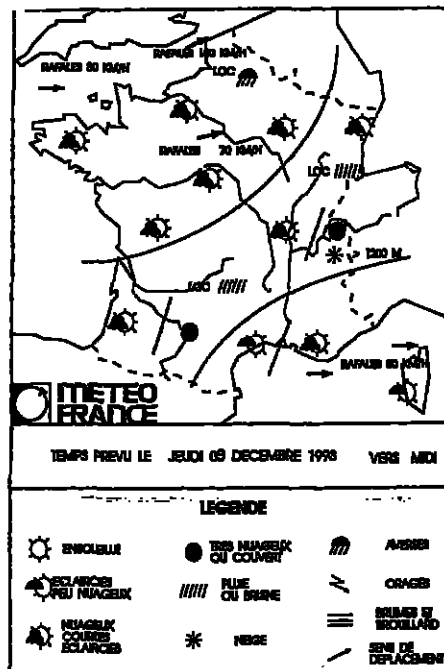 RAFALES 80 KM/H
RAFALES 140 KM/H
LOC
RAFALES 70 KM/H
LOC
> 1200 M
LOC
RAFALES 80 KM/H
METEO
FRANCE
TEMPS PREVU LE JEUDI 09 DECEMBRE 1993 VERS MIDI
LEGENDE
ENSOLEILLE
TRES NUAGEUX
OU COUVERT
AVERSES
ECLAIRCIES
PEU NUAGEUX
PLUIE
OU BRUINE
ORAGES
NUAGEUX
COURTES
ECLAIRCIES
NEIGE
BRUMES ET
BROUILLARD
SENS DE
DEPLACEMENT